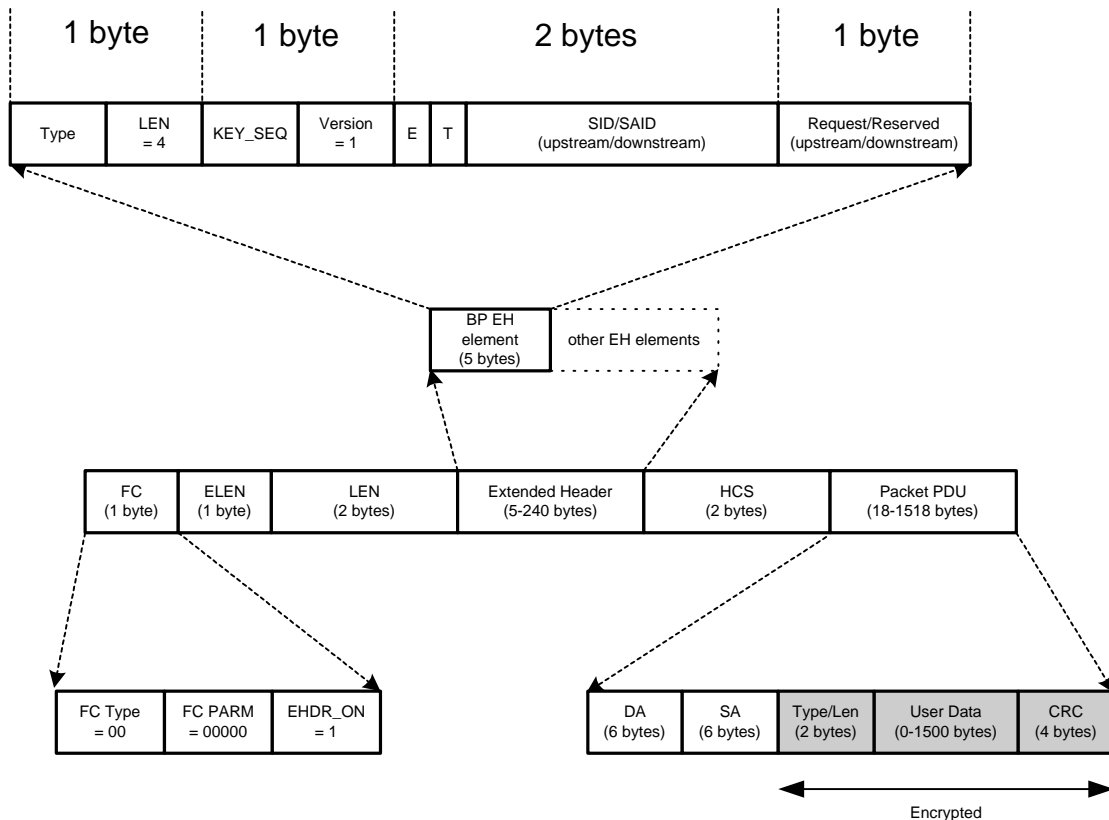 1 byte
1 byte
2 bytes
1 byte
Type
LEN
= 4
KEY_SEQ
Version
= 1
E
T
SID/SAID
(upstream/downstream)
Request/Reserved
(upstream/downstream)
BP EH
element
(5 bytes)
other EH elements
FC
(1 byte)
ELEN
(1 byte)
LEN
(2 bytes)
Extended Header
(5-240 bytes)
HCS
(2 bytes)
Packet PDU
(18-1518 bytes)
FC Type
= 00
FC PARM
= 00000
EHDR_ON
= 1
DA
(6 bytes)
SA
(6 bytes)
Type/Len
(2 bytes)
User Data
(0-1500 bytes)
CRC
(4 bytes)
Encrypted